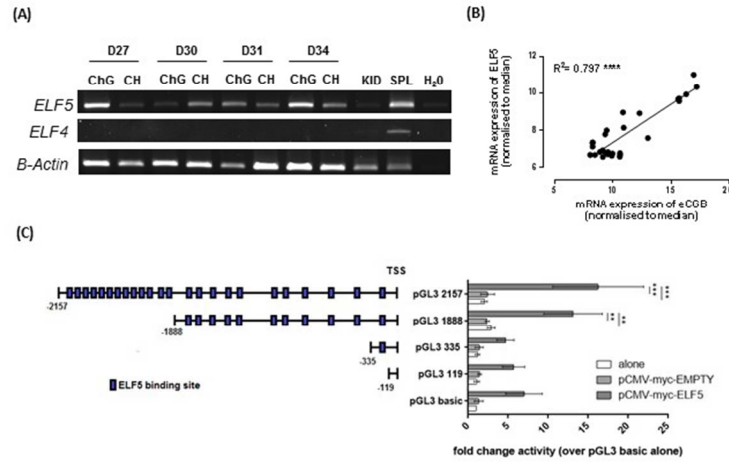 (A)
D27 D30 D31 D34
ChG CH ChG CH ChG CH ChG CH KID SPL H₂0
ELF5
ELF4
B-Actin
(B)
R²= 0.797 ****
mRNA expression of ELF5
(normalised to median)
12
10
8
6
5 10 15 20
mRNA expression of eCGB
(normalised to median)
(C)
TSS
-2157
-1888
-335
-119
ELF5 binding site
pGL3 2157
pGL3 1888
pGL3 335
pGL3 119
pGL3 basic
*** ***
** **
alone
pCMV-myc-EMPTY
pCMV-myc-ELF5
0 5 10 15 20 25
fold change activity (over pGL3 basic alone)